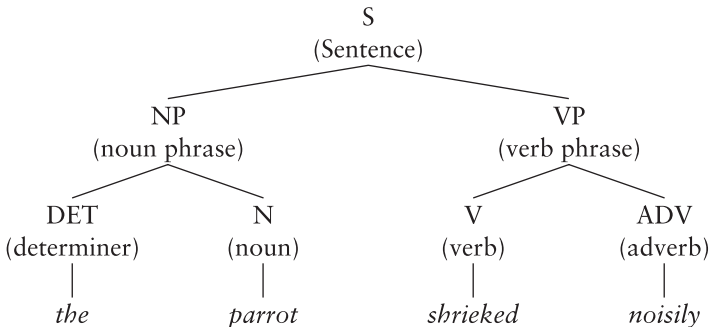 S
(Sentence)
NP VP
(noun phrase) (verb phrase)
DET N V ADV
(determiner) (noun) (verb) (adverb)
the parrot shrieked noisily